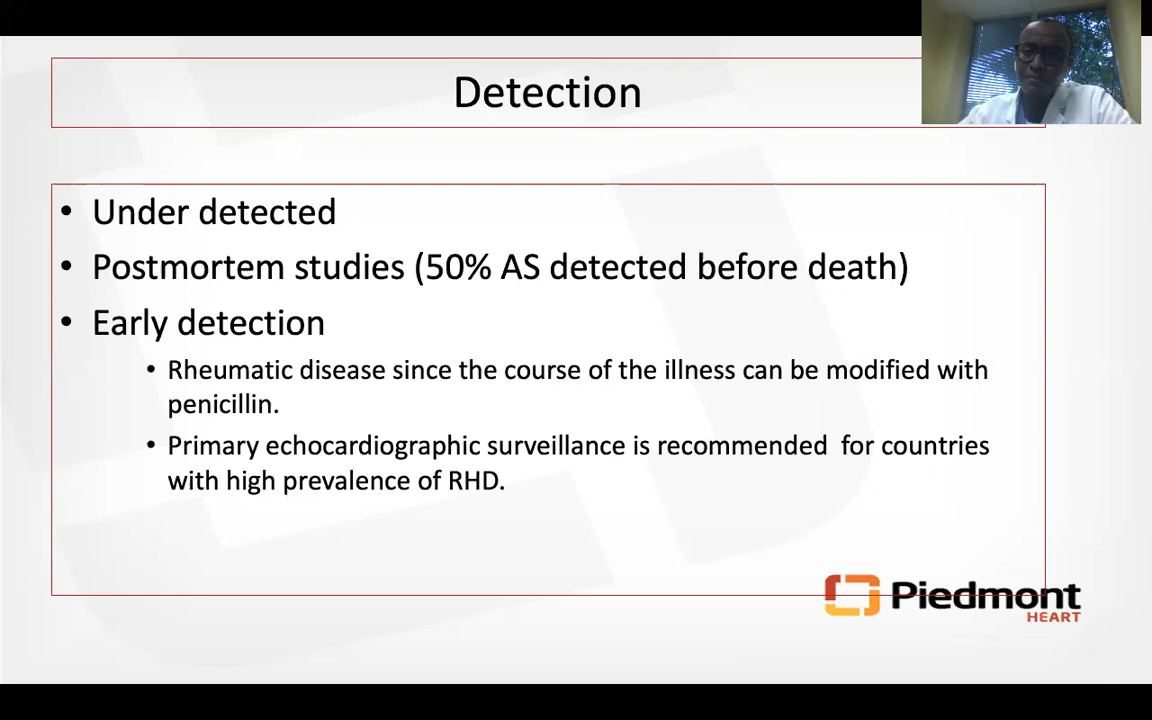 Detection
• Under detected
• Postmortem studies (50% AS detected before death)
• Early detection
• Rheumatic disease since the course of the illness can be modified with
penicillin.
• Primary echocardiographic surveillance is recommended  for countries
with high prevalence of RHD.
Piedmont
HEART